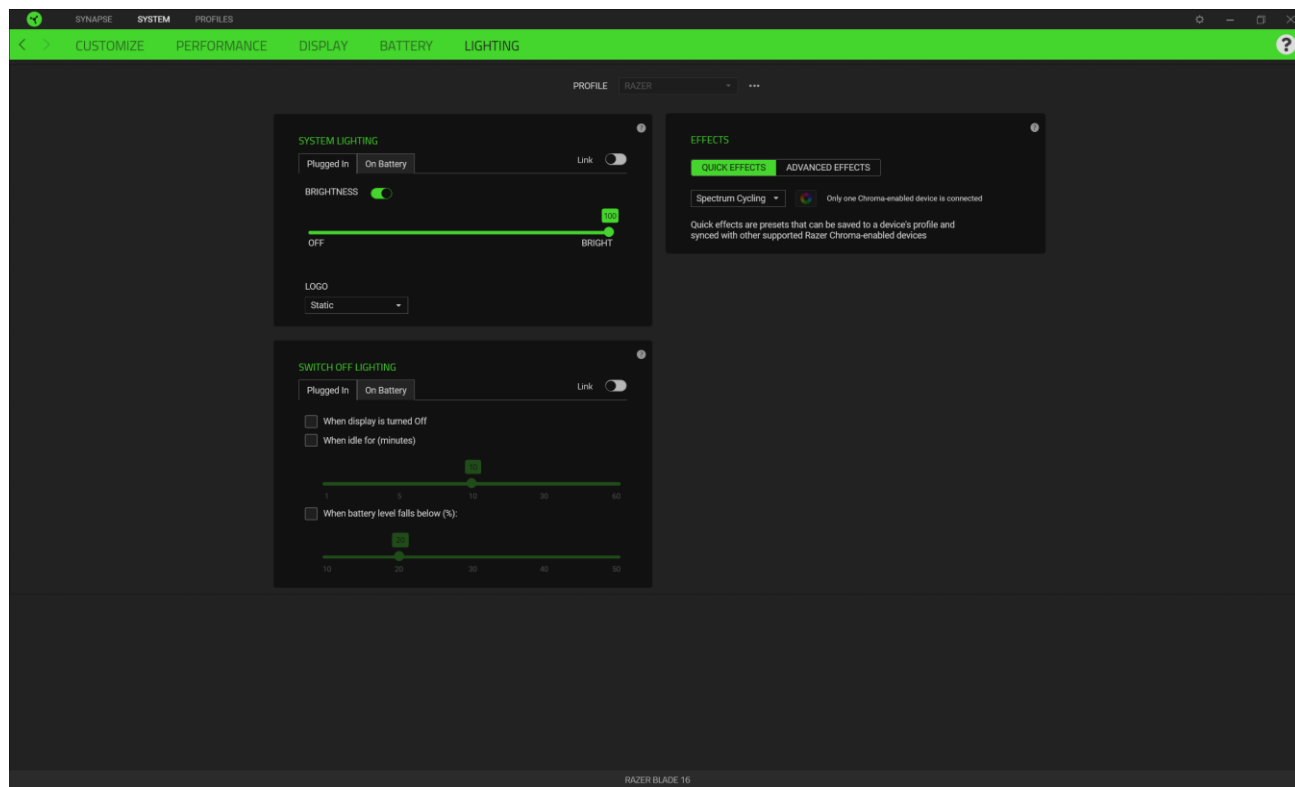 SYNAPSE SYSTEM PROFILES
CUSTOMIZE PERFORMANCE DISPLAY BATTERY LIGHTING ?
PROFILE RAZER
SYSTEM LIGHTING
Plugged In On Battery Link
BRIGHTNESS
100
OFF BRIGHT
LOGO
Static
SWITCH OFF LIGHTING
Plugged In On Battery Link
When display is turned Off
When idle for (minutes)
10
1 5 10 30 60
When battery level falls below (%):
20
10 20 30 40 50
EFFECTS
QUICK EFFECTS ADVANCED EFFECTS
Spectrum Cycling Only one Chroma-enabled device is connected
Quick effects are presets that can be saved to a device's profile and
synced with other supported Razer Chroma-enabled devices
RAZER BLADE 16